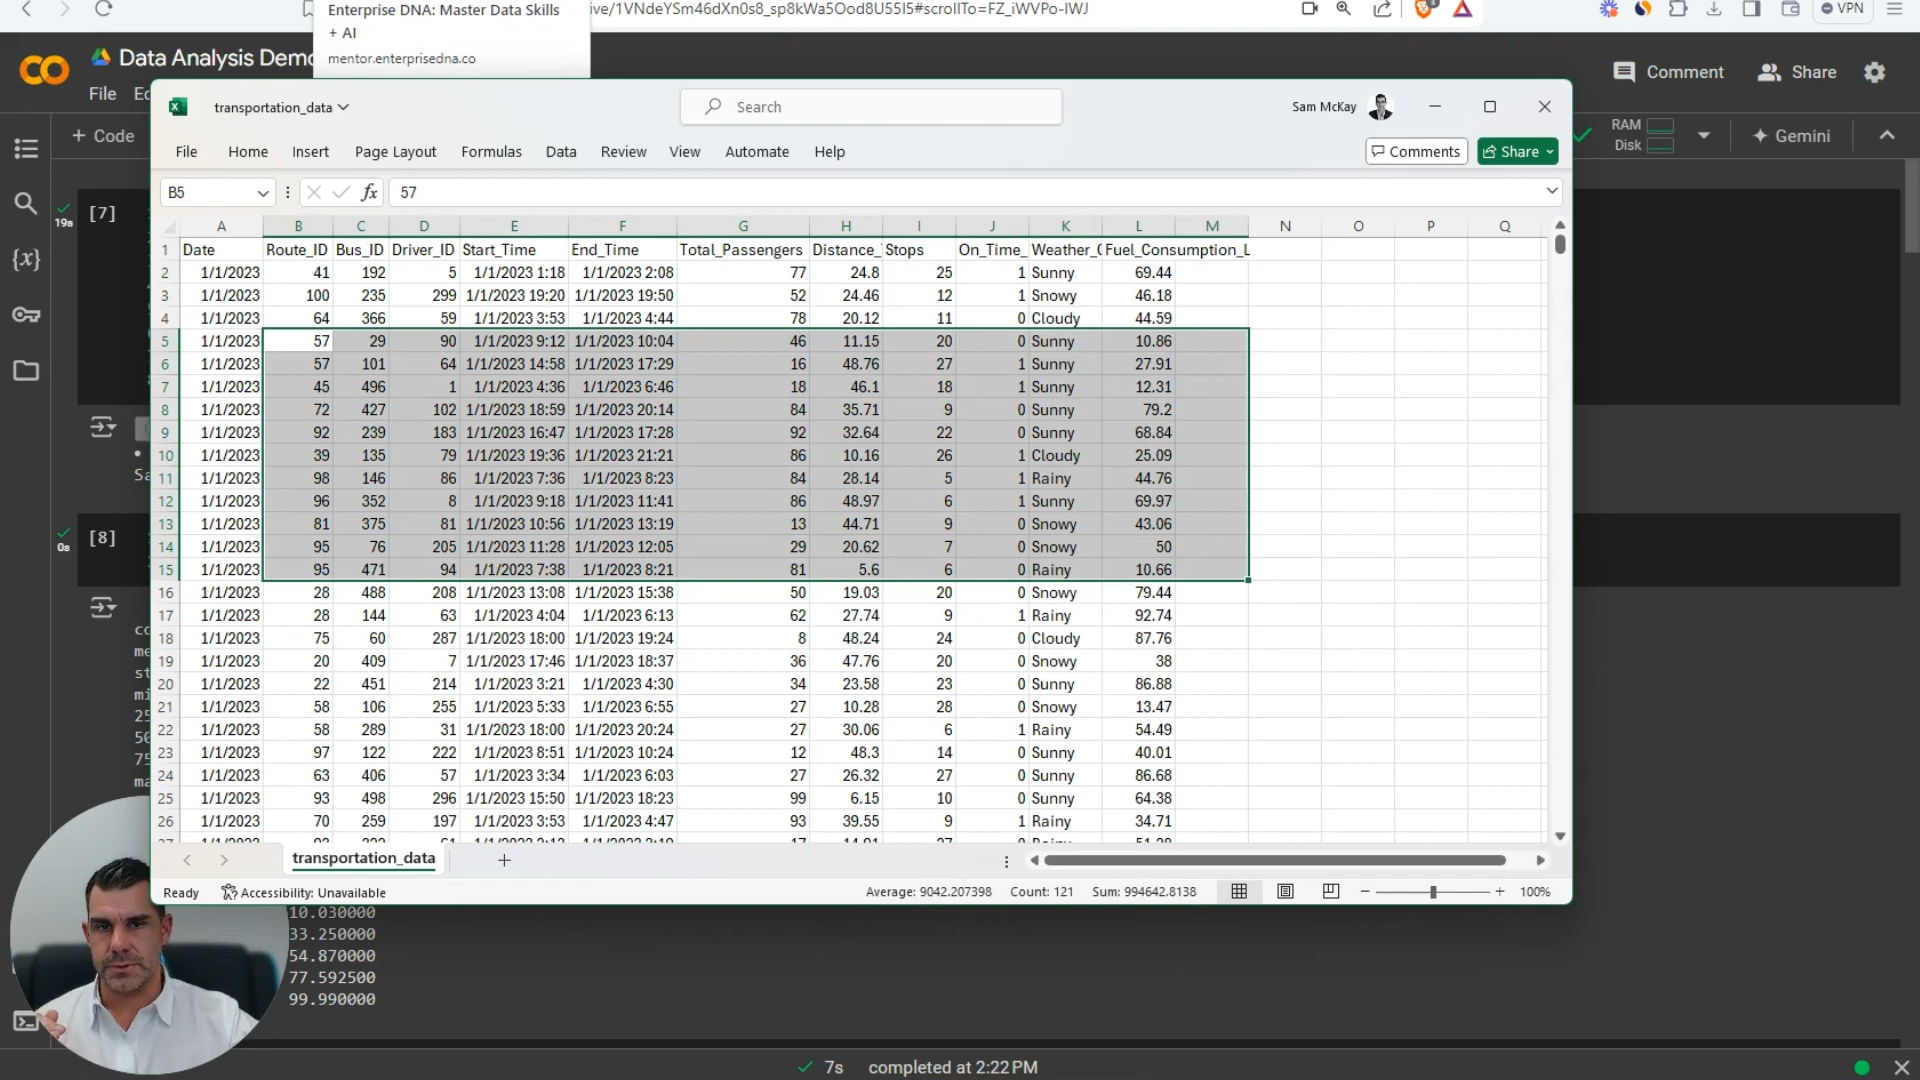 Enterprise DNA: Master Data Skills
+ AI
mentor.enterprisedna.co
ive/1VNdeYSm46dXn0s8_sp8kWa5Ood8U55I5#scrollTo=FZ_iWVPo-IWJ
VPN
Data Analysis Demo
File
Comment
Share
+ Code
RAM
Disk
Gemini
transportation_data
Search
Sam McKay
File Home Insert Page Layout Formulas Data Review View Automate Help
Comments
Share
B5
fx
57
[7]
19s
[8]
0s
A B C D E F G H I J K L M N O P Q
1 Date Route_ID Bus_ID Driver_ID Start_Time End_Time Total_Passengers Distance_ Stops On_Time_ Weather_ Fuel_Consumption_L
2 1/1/2023 41 192 5 1/1/2023 1:18 1/1/2023 2:08 77 24.8 25 1 Sunny 69.44
3 1/1/2023 100 235 299 1/1/2023 19:20 1/1/2023 19:50 52 24.46 12 1 Snowy 46.18
4 1/1/2023 64 366 59 1/1/2023 3:53 1/1/2023 4:44 78 20.12 11 0 Cloudy 44.59
5 1/1/2023 57 29 90 1/1/2023 9:12 1/1/2023 10:04 46 11.15 20 0 Sunny 10.86
6 1/1/2023 57 101 64 1/1/2023 14:58 1/1/2023 17:29 16 48.76 27 1 Sunny 27.91
7 1/1/2023 45 496 1 1/1/2023 4:36 1/1/2023 6:46 18 46.1 18 1 Sunny 12.31
8 1/1/2023 72 427 102 1/1/2023 18:59 1/1/2023 20:14 84 35.71 9 0 Sunny 79.2
9 1/1/2023 92 239 183 1/1/2023 16:47 1/1/2023 17:28 92 32.64 22 0 Sunny 68.84
10 1/1/2023 39 135 79 1/1/2023 19:36 1/1/2023 21:21 86 10.16 26 1 Cloudy 25.09
11 1/1/2023 98 146 86 1/1/2023 7:36 1/1/2023 8:23 84 28.14 5 1 Rainy 44.76
12 1/1/2023 96 352 8 1/1/2023 9:18 1/1/2023 11:41 86 48.97 6 1 Sunny 69.97
13 1/1/2023 81 375 81 1/1/2023 10:56 1/1/2023 13:19 13 44.71 9 0 Snowy 43.06
14 1/1/2023 95 76 205 1/1/2023 11:28 1/1/2023 12:05 29 20.62 7 0 Snowy 50
15 1/1/2023 95 471 94 1/1/2023 7:38 1/1/2023 8:21 81 5.6 6 0 Rainy 10.66
16 1/1/2023 28 488 208 1/1/2023 13:08 1/1/2023 15:38 50 19.03 20 0 Snowy 79.44
17 1/1/2023 28 144 63 1/1/2023 4:04 1/1/2023 6:13 62 27.74 9 1 Rainy 92.74
18 1/1/2023 75 60 287 1/1/2023 18:00 1/1/2023 19:24 8 48.24 24 0 Cloudy 87.76
19 1/1/2023 20 409 7 1/1/2023 17:46 1/1/2023 18:37 36 47.76 20 0 Snowy 38
20 1/1/2023 22 451 214 1/1/2023 3:21 1/1/2023 4:30 34 23.58 23 0 Sunny 86.88
21 1/1/2023 58 106 255 1/1/2023 5:33 1/1/2023 6:55 27 10.28 28 0 Snowy 13.47
22 1/1/2023 58 289 31 1/1/2023 18:00 1/1/2023 20:24 27 30.06 6 1 Rainy 54.49
23 1/1/2023 97 122 222 1/1/2023 8:51 1/1/2023 10:24 12 48.3 14 0 Sunny 40.01
24 1/1/2023 63 406 57 1/1/2023 3:34 1/1/2023 6:03 27 26.32 27 0 Sunny 86.68
25 1/1/2023 93 498 296 1/1/2023 15:50 1/1/2023 18:23 99 6.15 10 0 Sunny 64.38
26 1/1/2023 70 259 197 1/1/2023 3:53 1/1/2023 4:47 93 39.55 9 1 Rainy 34.71
transportation_data
Ready
Accessibility: Unavailable
Average: 9042.207398 Count: 121 Sum: 994642.8138
100%
10.030000
33.250000
54.870000
77.592500
99.990000
7s completed at 2:22 PM